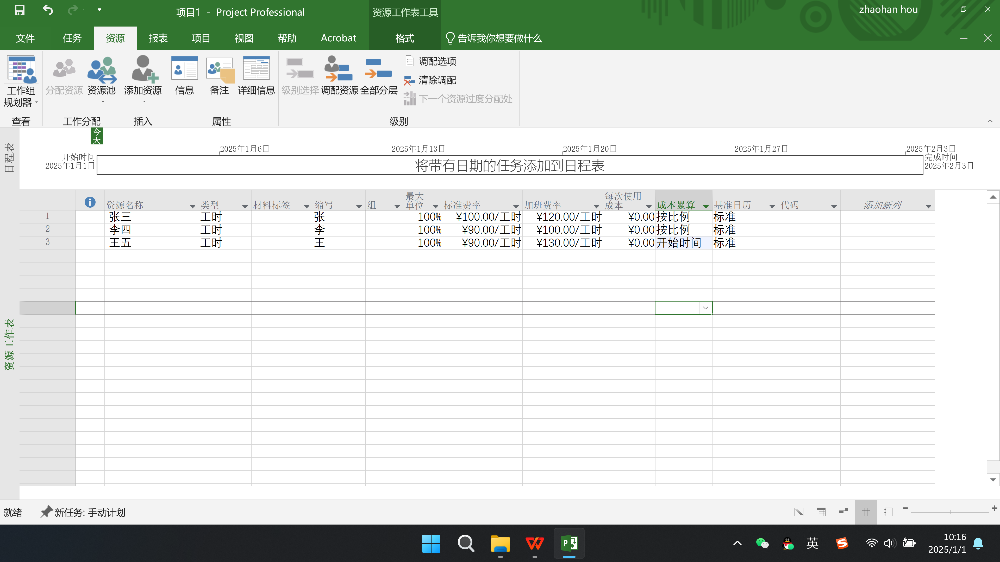 项目1 - Project Professional
资源工作表工具
zhaohan hou
文件 任务 资源 报表 项目 视图 帮助 Acrobat 格式 告诉我你想要做什么
工作组
规划器
分配资源 资源池 添加资源 信息 备注 详细信息 级别选择 调配资源 全部分层
调配选项
清除调配
下一个资源过度分配处
查看 工作分配 插入 属性 级别
日程表
今天
2025年1月6日 2025年1月13日 2025年1月20日 2025年1月27日 2025年2月3日
开始时间
2025年1月1日
将带有日期的任务添加到日程表
完成时间
2025年2月3日
资源工作表
资源名称 类型 材料标签 缩写 组 最大单位 标准费率 加班费率 每次使用成本 成本累算 基准日历 代码 添加新列
1 张三 工时 张 100% ¥100.00/工时 ¥120.00/工时 ¥0.00 按比例 标准
2 李四 工时 李 100% ¥90.00/工时 ¥100.00/工时 ¥0.00 按比例 标准
3 王五 工时 王 100% ¥90.00/工时 ¥130.00/工时 ¥0.00 开始时间 标准
就绪 新任务: 手动计划
英
10:16
2025/1/1